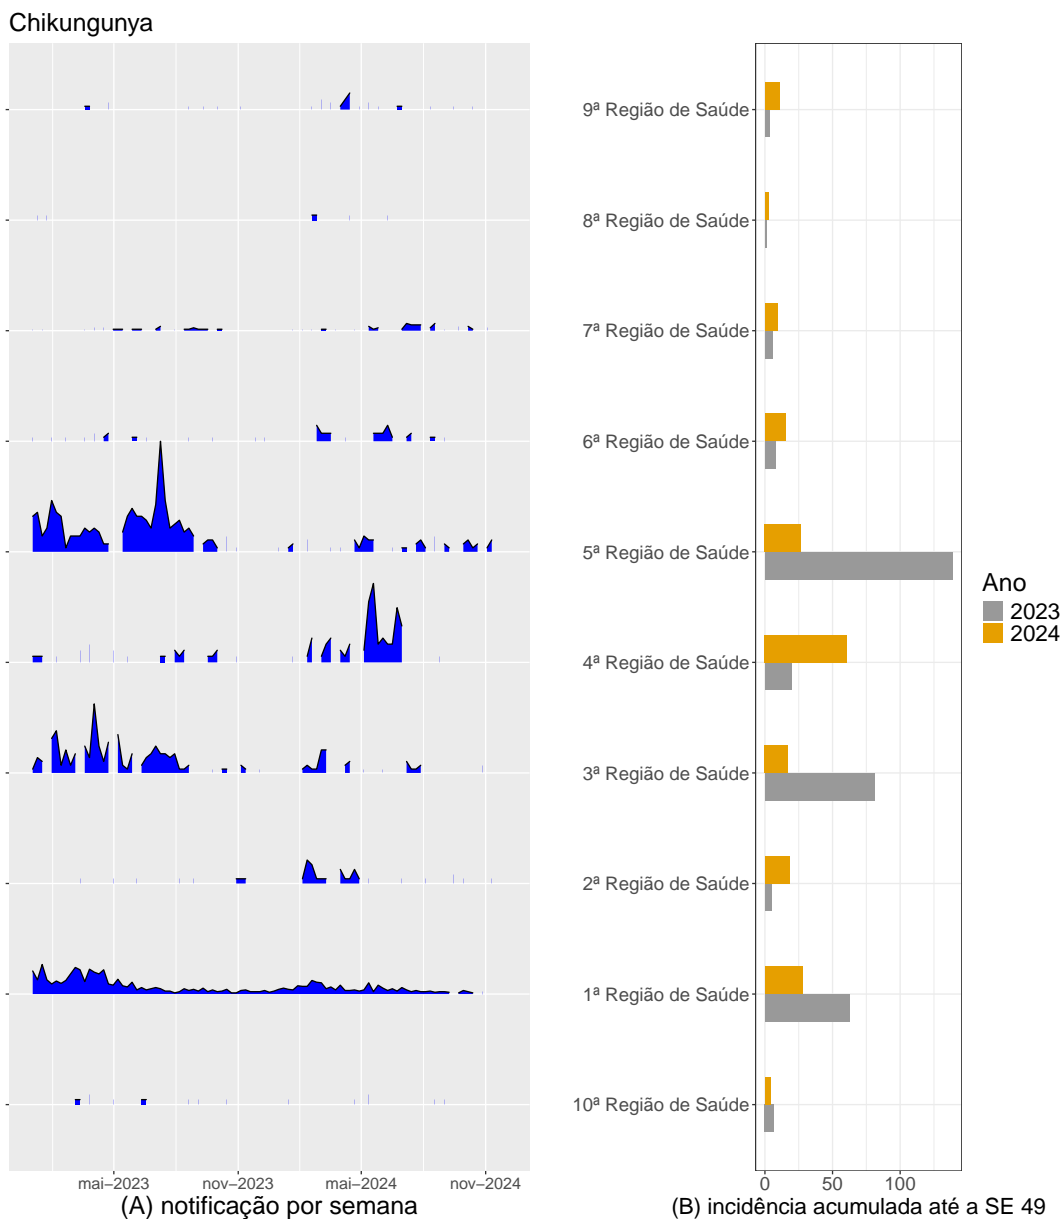 Chikungunya
9ª Região de Saúde
8ª Região de Saúde
7ª Região de Saúde
6ª Região de Saúde
5ª Região de Saúde
4ª Região de Saúde
3ª Região de Saúde
2ª Região de Saúde
1ª Região de Saúde
10ª Região de Saúde
mai–2023 nov–2023 mai–2024 nov–2024
(A) notificação por semana
0 50 100
(B) incidência acumulada até a SE 49
Ano
2023
2024